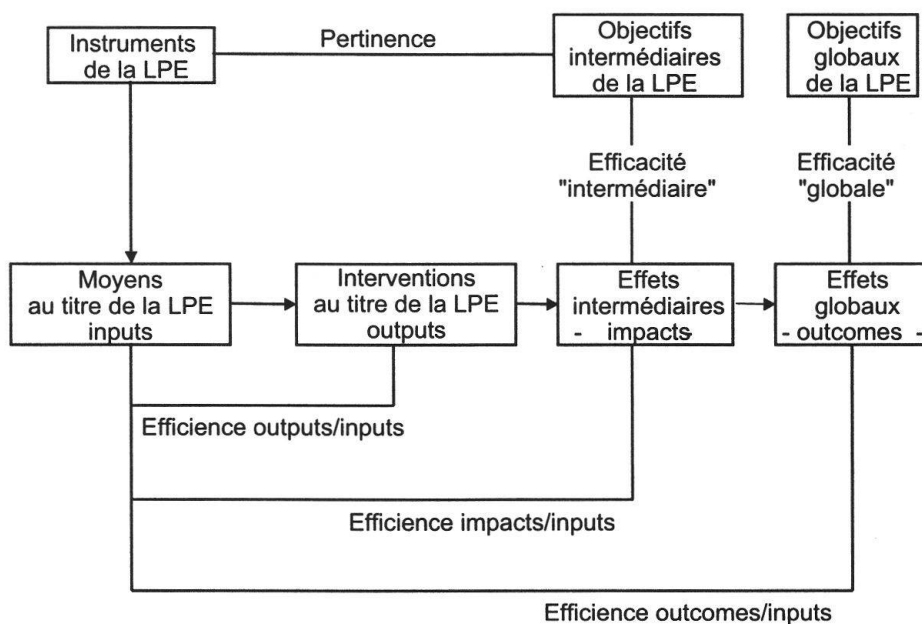 Instruments
de la LPE
Pertinence
Objectifs
intermédiaires
de la LPE
Objectifs
globaux
de la LPE
Efficacité
"intermédiaire"
Efficacité
"globale"
Moyens
au titre de la LPE
inputs
Interventions
au titre de la LPE
outputs
Effets
intermédiaires
- impacts-
Effets
globaux
- outcomes -
Efficience outputs/inputs
Efficience impacts/inputs
Efficience outcomes/inputs